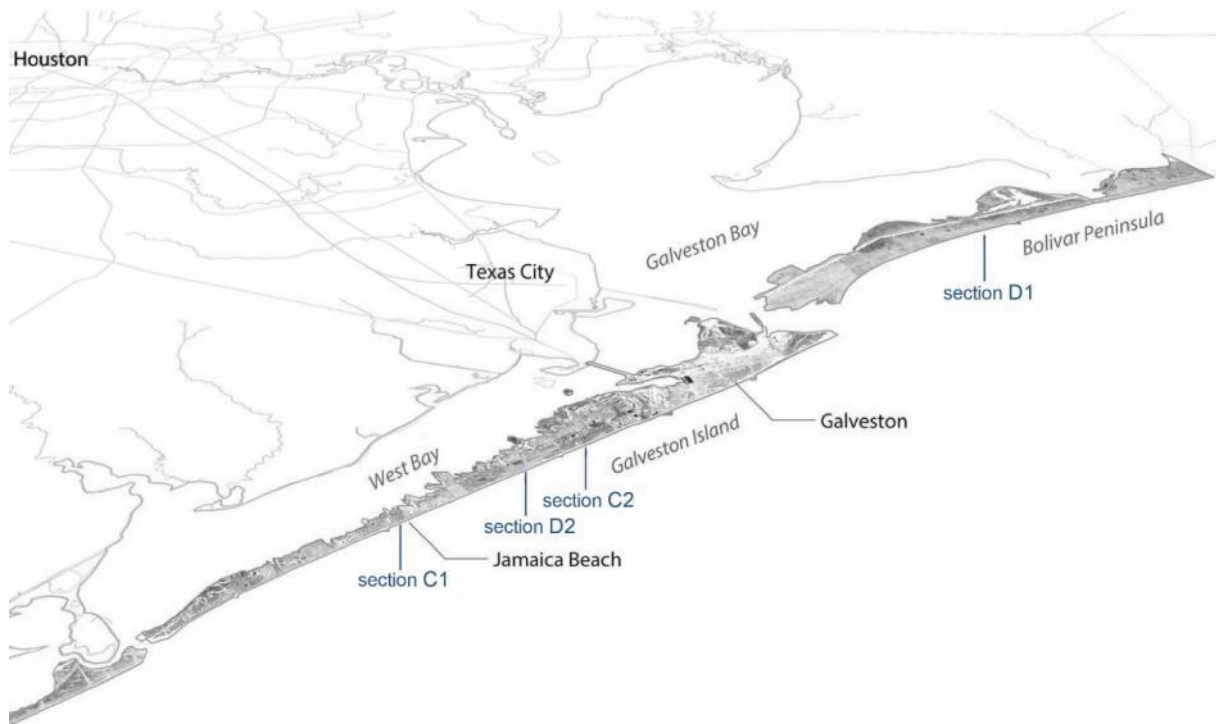 Houston
Galveston Bay
Bolivar Peninsula
Texas City
section D1
Galveston
Galveston Island
West Bay
section C2
section D2
Jamaica Beach
section C1